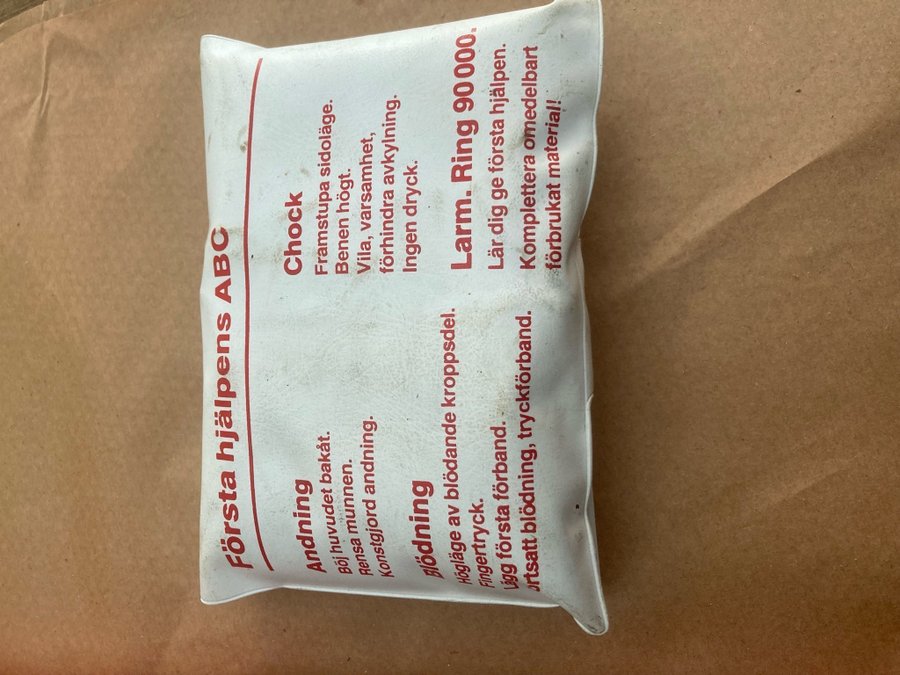 Första hjälpens ABC
Andning
Böj huvudet bakåt.
Rensa munnen.
Konstgjord andning.
Blödning
Högläge av blödande kroppsdel.
Fingertryck.
Lägg första förband.
ortsatt blödning, tryckförband.
Chock
Framstupa sidoläge.
Benen högt.
Vila, varsamhet,
förhindra avkylning.
Ingen dryck.
Larm. Ring 90 000.
Lär dig ge första hjälpen.
Komplettera omedelbart
förbrukat material!